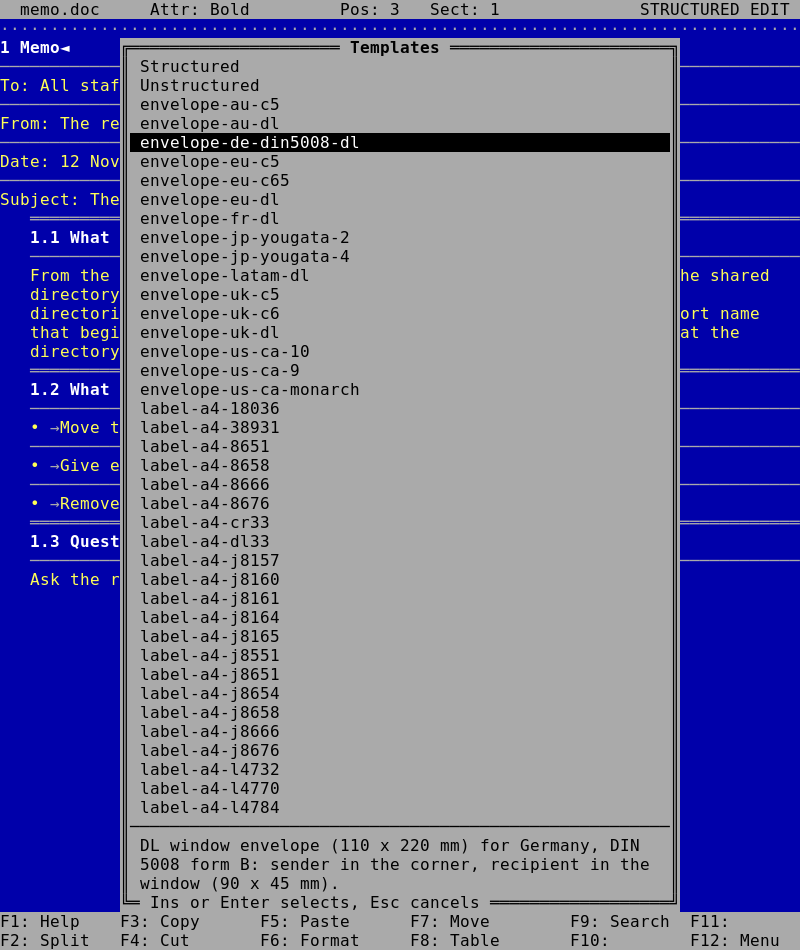 memo.doc Attr: Bold Pos: 3 Sect: 1 STRUCTURED EDIT
1 Memo◄
To: All staf
From: The re
Date: 12 Nov
Subject: The
1.1 What
From the he shared
directory
directori ort name
that begi at the
directory
1.2 What
• →Move t
• →Give e
• →Remove
1.3 Quest
Ask the r
Templates
Structured
Unstructured
envelope-au-c5
envelope-au-dl
envelope-de-din5008-dl
envelope-eu-c5
envelope-eu-c65
envelope-eu-dl
envelope-fr-dl
envelope-jp-yougata-2
envelope-jp-yougata-4
envelope-latam-dl
envelope-uk-c5
envelope-uk-c6
envelope-uk-dl
envelope-us-ca-10
envelope-us-ca-9
envelope-us-ca-monarch
label-a4-18036
label-a4-38931
label-a4-8651
label-a4-8658
label-a4-8666
label-a4-8676
label-a4-cr33
label-a4-dl33
label-a4-j8157
label-a4-j8160
label-a4-j8161
label-a4-j8164
label-a4-j8165
label-a4-j8551
label-a4-j8651
label-a4-j8654
label-a4-j8658
label-a4-j8666
label-a4-j8676
label-a4-l4732
label-a4-l4770
label-a4-l4784
DL window envelope (110 x 220 mm) for Germany, DIN
5008 form B: sender in the corner, recipient in the
window (90 x 45 mm).
Ins or Enter selects, Esc cancels
F1: Help F3: Copy F5: Paste F7: Move F9: Search F11:
F2: Split F4: Cut F6: Format F8: Table F10: F12: Menu